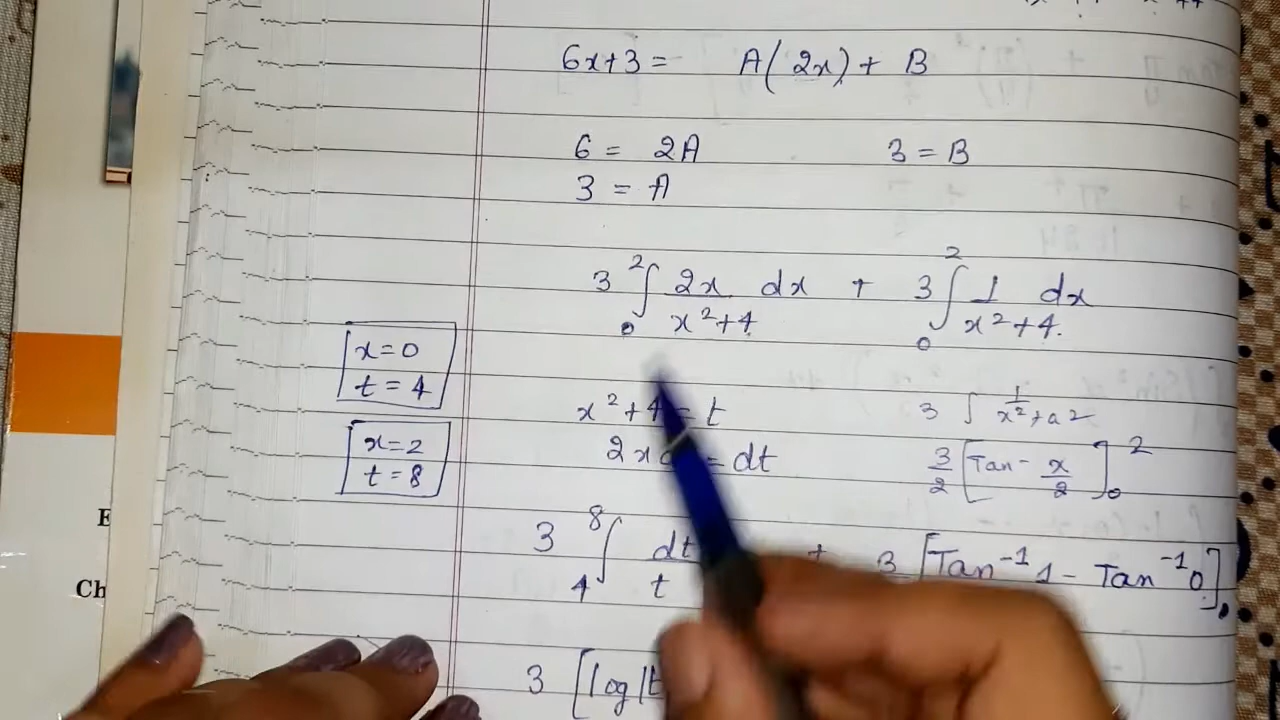 6x+3 = A(2x) + B
6 = 2A 3 = B
3 = A
3 ∫₀² 2x/(x²+4) dx + 3 ∫₀² 1/(x²+4) dx
x=0
t = 4
x=2
t = 8
x²+4 = t 3 ∫ 1/(x²+a2)
2x = dt 3/2 [Tan⁻ x/2]₀²
3 ∫₄⁸ dt/t + 3 [Tan⁻¹ 1 - Tan⁻¹ 0]
3 [log|t
E
Ch